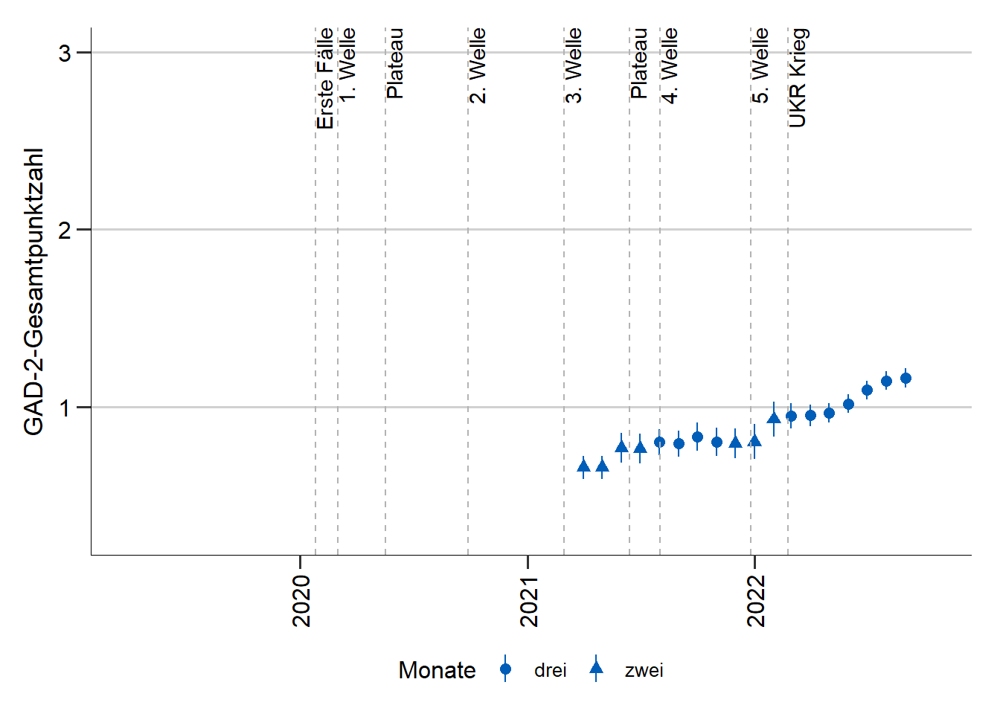 GAD-2-Gesamtpunktzahl
3
2
1
Erste Fälle
1. Welle
Plateau
2. Welle
3. Welle
Plateau
4. Welle
5. Welle
UKR Krieg
2020
2021
2022
Monate drei zwei